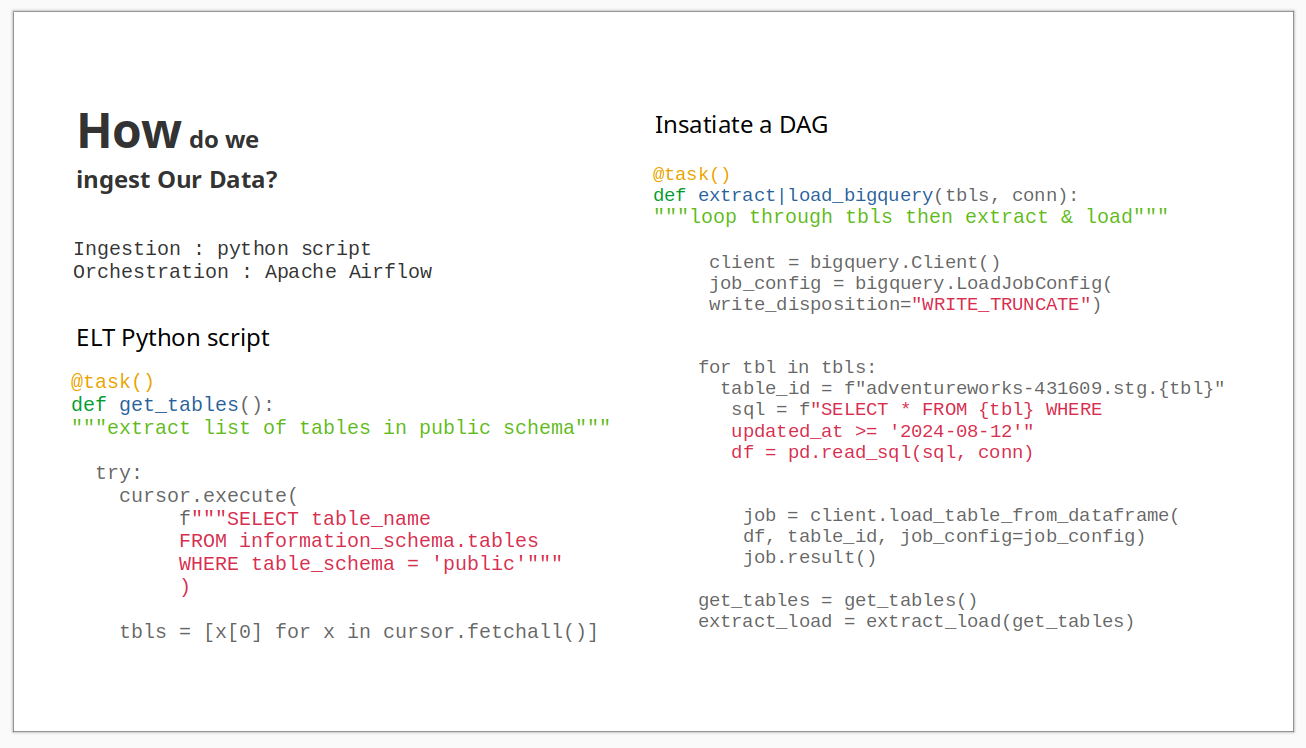 How do we
ingest Our Data?
Ingestion : python script
Orchestration : Apache Airflow
ELT Python script
@task()
def get_tables():
"""extract list of tables in public schema"""
try:
cursor.execute(
f"""SELECT table_name
FROM information_schema.tables
WHERE table_schema = 'public'"""
)
tbls = [x[0] for x in cursor.fetchall()]
Insatiate a DAG
@task()
def extract|load_bigquery(tbls, conn):
"""loop through tbls then extract & load"""
client = bigquery.Client()
job_config = bigquery.LoadJobConfig(
write_disposition="WRITE_TRUNCATE")
for tbl in tbls:
table_id = f"adventureworks-431609.stg.{tbl}"
sql = f"SELECT * FROM {tbl} WHERE
updated_at >= '2024-08-12'"
df = pd.read_sql(sql, conn)
job = client.load_table_from_dataframe(
df, table_id, job_config=job_config)
job.result()
get_tables = get_tables()
extract_load = extract_load(get_tables)